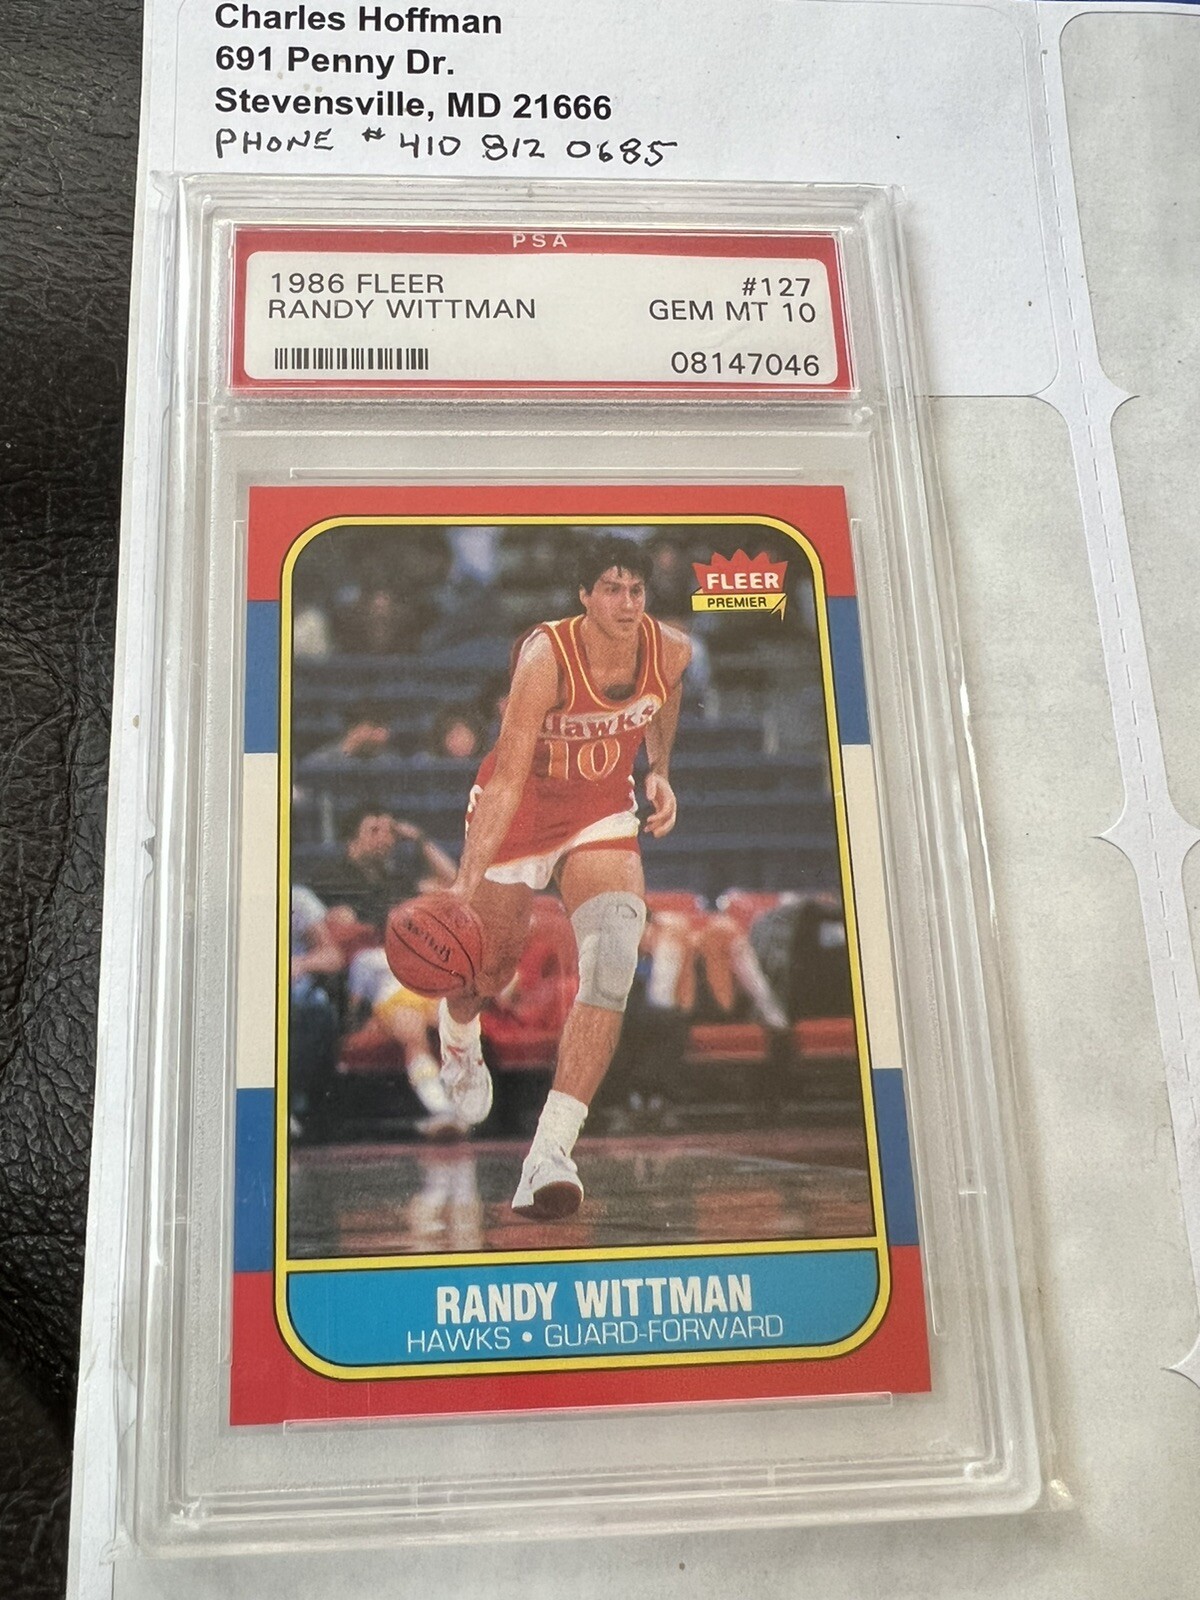 Charles Hoffman
691 Penny Dr.
Stevensville, MD 21666
PHONE # 410 812 0685
PSA
1986 FLEER #127
RANDY WITTMAN GEM MT 10
08147046
FLEER
PREMIER
Hawks
10
RANDY WITTMAN
HAWKS • GUARD-FORWARD